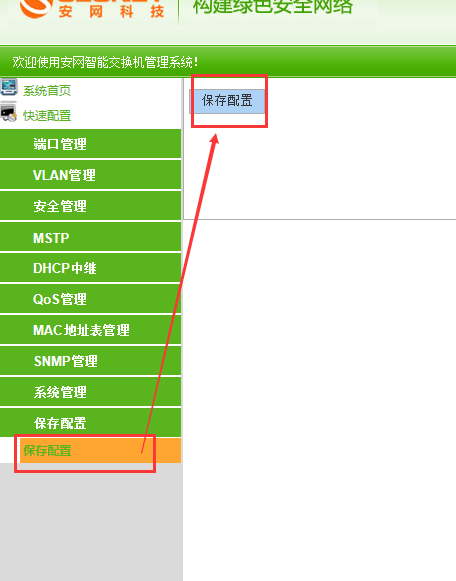 安网科技
构建绿色安全网络
欢迎使用安网智能交换机管理系统!
系统首页
快速配置
端口管理
VLAN管理
安全管理
MSTP
DHCP中继
QoS管理
MAC地址表管理
SNMP管理
系统管理
保存配置
保存配置
保存配置